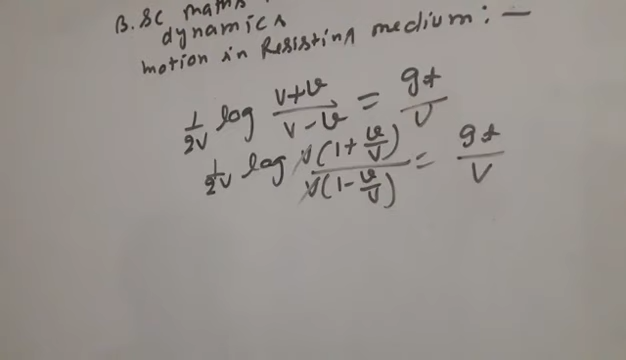 B.SC maths
dynamics
motion in Resisting medium: —
1/2V log V+v/V-v = gt/V
1/2V log V(1+v/V)/V(1-v/V) = gt/V